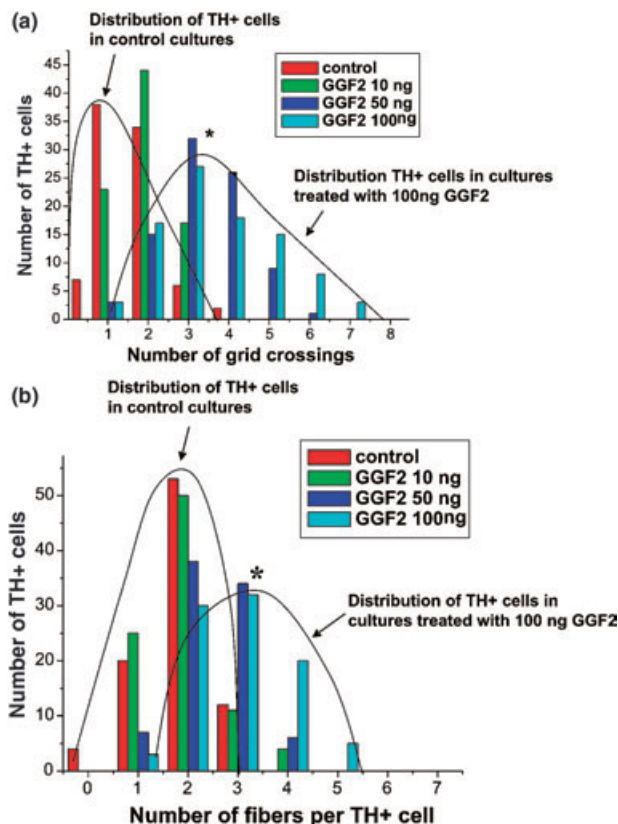 (a)
Distribution of TH+ cells
in control cultures
control
GGF2 10 ng
GGF2 50 ng
GGF2 100ng
*
Distribution TH+ cells in cultures
treated with 100ng GGF2
Number of TH+ cells
45
40
35
30
25
20
15
10
5
0
1 2 3 4 5 6 7 8
Number of grid crossings
(b)
Distribution of TH+ cells
in control cultures
control
GGF2 10 ng
GGF2 50 ng
GGF2 100ng
*
Distribution of TH+ cells in
cultures treated with 100 ng GGF2
Number of TH+ cells
50
40
30
20
10
0
0 1 2 3 4 5 6 7
Number of fibers per TH+ cell